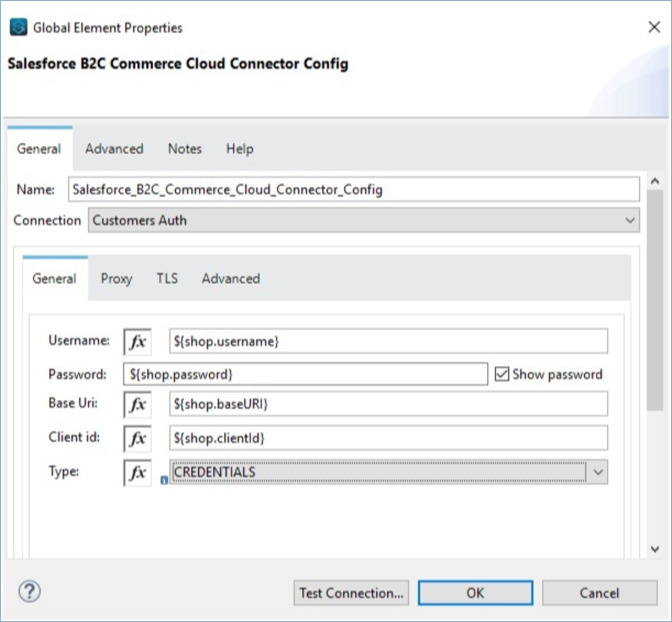 Global Element Properties
Salesforce B2C Commerce Cloud Connector Config
General Advanced Notes Help
Name: Salesforce_B2C_Commerce_Cloud_Connector_Config
Connection Customers Auth
General Proxy TLS Advanced
Username: fx ${shop.username}
Password: ${shop.password} Show password
Base Uri: fx ${shop.baseURI}
Client id: fx ${shop.clientId}
Type: fx CREDENTIALS
? Test Connection... OK Cancel